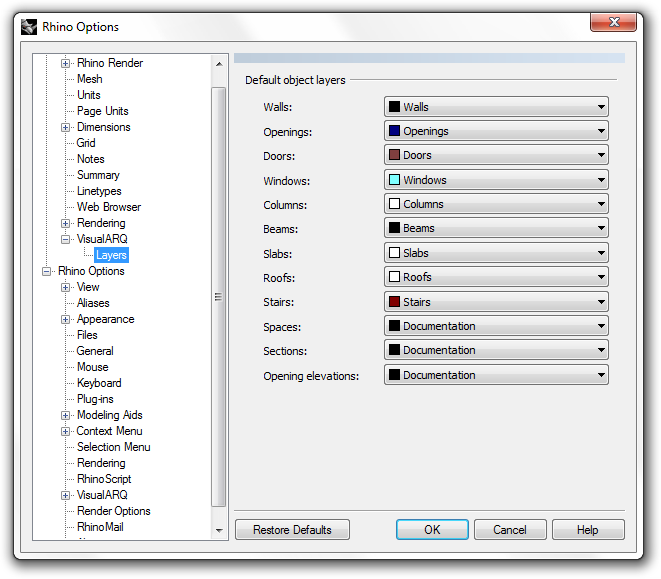 Rhino Options
Rhino Render
Mesh
Units
Page Units
Dimensions
Grid
Notes
Summary
Linetypes
Web Browser
Rendering
VisualARQ
Layers
Rhino Options
View
Aliases
Appearance
Files
General
Mouse
Keyboard
Plug-ins
Modeling Aids
Context Menu
Selection Menu
Rendering
RhinoScript
VisualARQ
Render Options
RhinoMail
Default object layers
Walls: Walls
Openings: Openings
Doors: Doors
Windows: Windows
Columns: Columns
Beams: Beams
Slabs: Slabs
Roofs: Roofs
Stairs: Stairs
Spaces: Documentation
Sections: Documentation
Opening elevations: Documentation
Restore Defaults OK Cancel Help